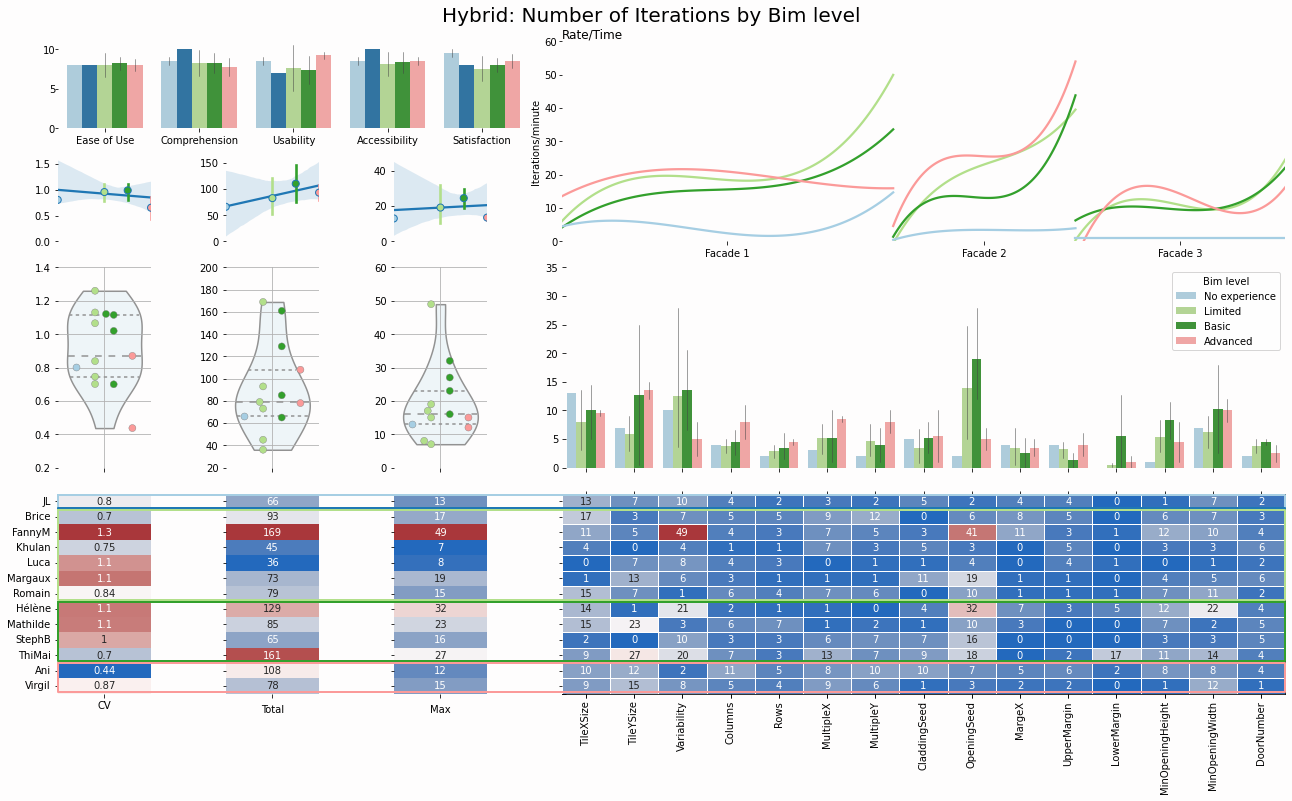 Hybrid: Number of Iterations by Bim level
10
5
0
Ease of Use Comprehension Usability Accessibility Satisfaction
Rate/Time
60
50
40
30
20
10
0
Iterations/minute
Facade 1 Facade 2 Facade 3
1.5
1.0
0.5
0.0
150
100
50
0
40
20
0
1.4
1.2
1.0
0.8
0.6
0.4
0.2
200
180
160
140
120
100
80
60
40
20
60
50
40
30
20
10
0
35
30
25
20
15
10
5
0
Bim level
No experience
Limited
Basic
Advanced
JL 0.8 66 13 13 7 10 4 2 3 2 5 2 4 4 0 1 7 2
Brice 0.7 93 17 17 3 7 5 5 9 12 0 6 8 5 0 6 7 3
FannyM 1.3 169 49 11 5 49 4 3 7 5 3 41 11 3 1 12 10 4
Khulan 0.75 45 7 4 0 4 1 1 7 3 5 3 0 5 0 3 3 6
Luca 1.1 36 8 0 7 8 4 3 0 1 1 4 0 4 1 0 1 2
Margaux 1.1 73 19 1 13 6 3 1 1 1 11 19 1 1 0 4 5 6
Romain 0.84 79 15 15 7 1 6 4 7 6 0 10 1 1 1 7 11 2
Hélène 1.1 129 32 14 1 21 2 1 1 0 4 32 7 3 5 12 22 4
Mathilde 1.1 85 23 15 23 3 6 7 1 2 1 10 3 0 0 7 2 5
StephB 1 65 16 2 0 10 3 3 6 7 7 16 0 0 0 3 3 5
ThiMai 0.7 161 27 9 27 20 7 3 13 7 9 18 0 2 17 11 14 4
Ani 0.44 108 12 10 12 2 11 5 8 10 10 7 5 6 2 8 8 4
Virgil 0.87 78 15 9 15 8 5 4 9 6 1 3 2 2 0 1 12 1
CV Total Max TileXSize TileYSize Variability Columns Rows MultipleX MultipleY CladdingSeed OpeningSeed MargeX UpperMargin LowerMargin MinOpeningHeight MinOpeningWidth DoorNumber